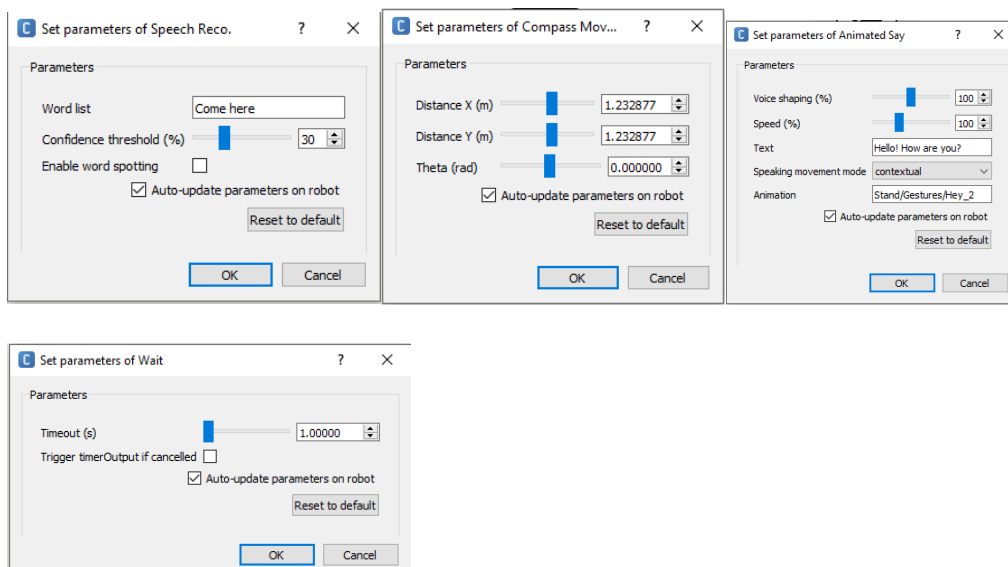 C Set parameters of Speech Reco. ? ×
Parameters
Word list Come here
Confidence threshold (%) 30
Enable word spotting
Auto-update parameters on robot
Reset to default
OK Cancel
C Set parameters of Compass Mov... ? ×
Parameters
Distance X (m) 1.232877
Distance Y (m) 1.232877
Theta (rad) 0.000000
Auto-update parameters on robot
Reset to default
OK Cancel
C Set parameters of Animated Say ? ×
Parameters
Voice shaping (%) 100
Speed (%) 100
Text Hello! How are you?
Speaking movement mode contextual
Animation Stand/Gestures/Hey_2
Auto-update parameters on robot
Reset to default
OK Cancel
C Set parameters of Wait ? ×
Parameters
Timeout (s) 1.00000
Trigger timerOutput if cancelled
Auto-update parameters on robot
Reset to default
OK Cancel